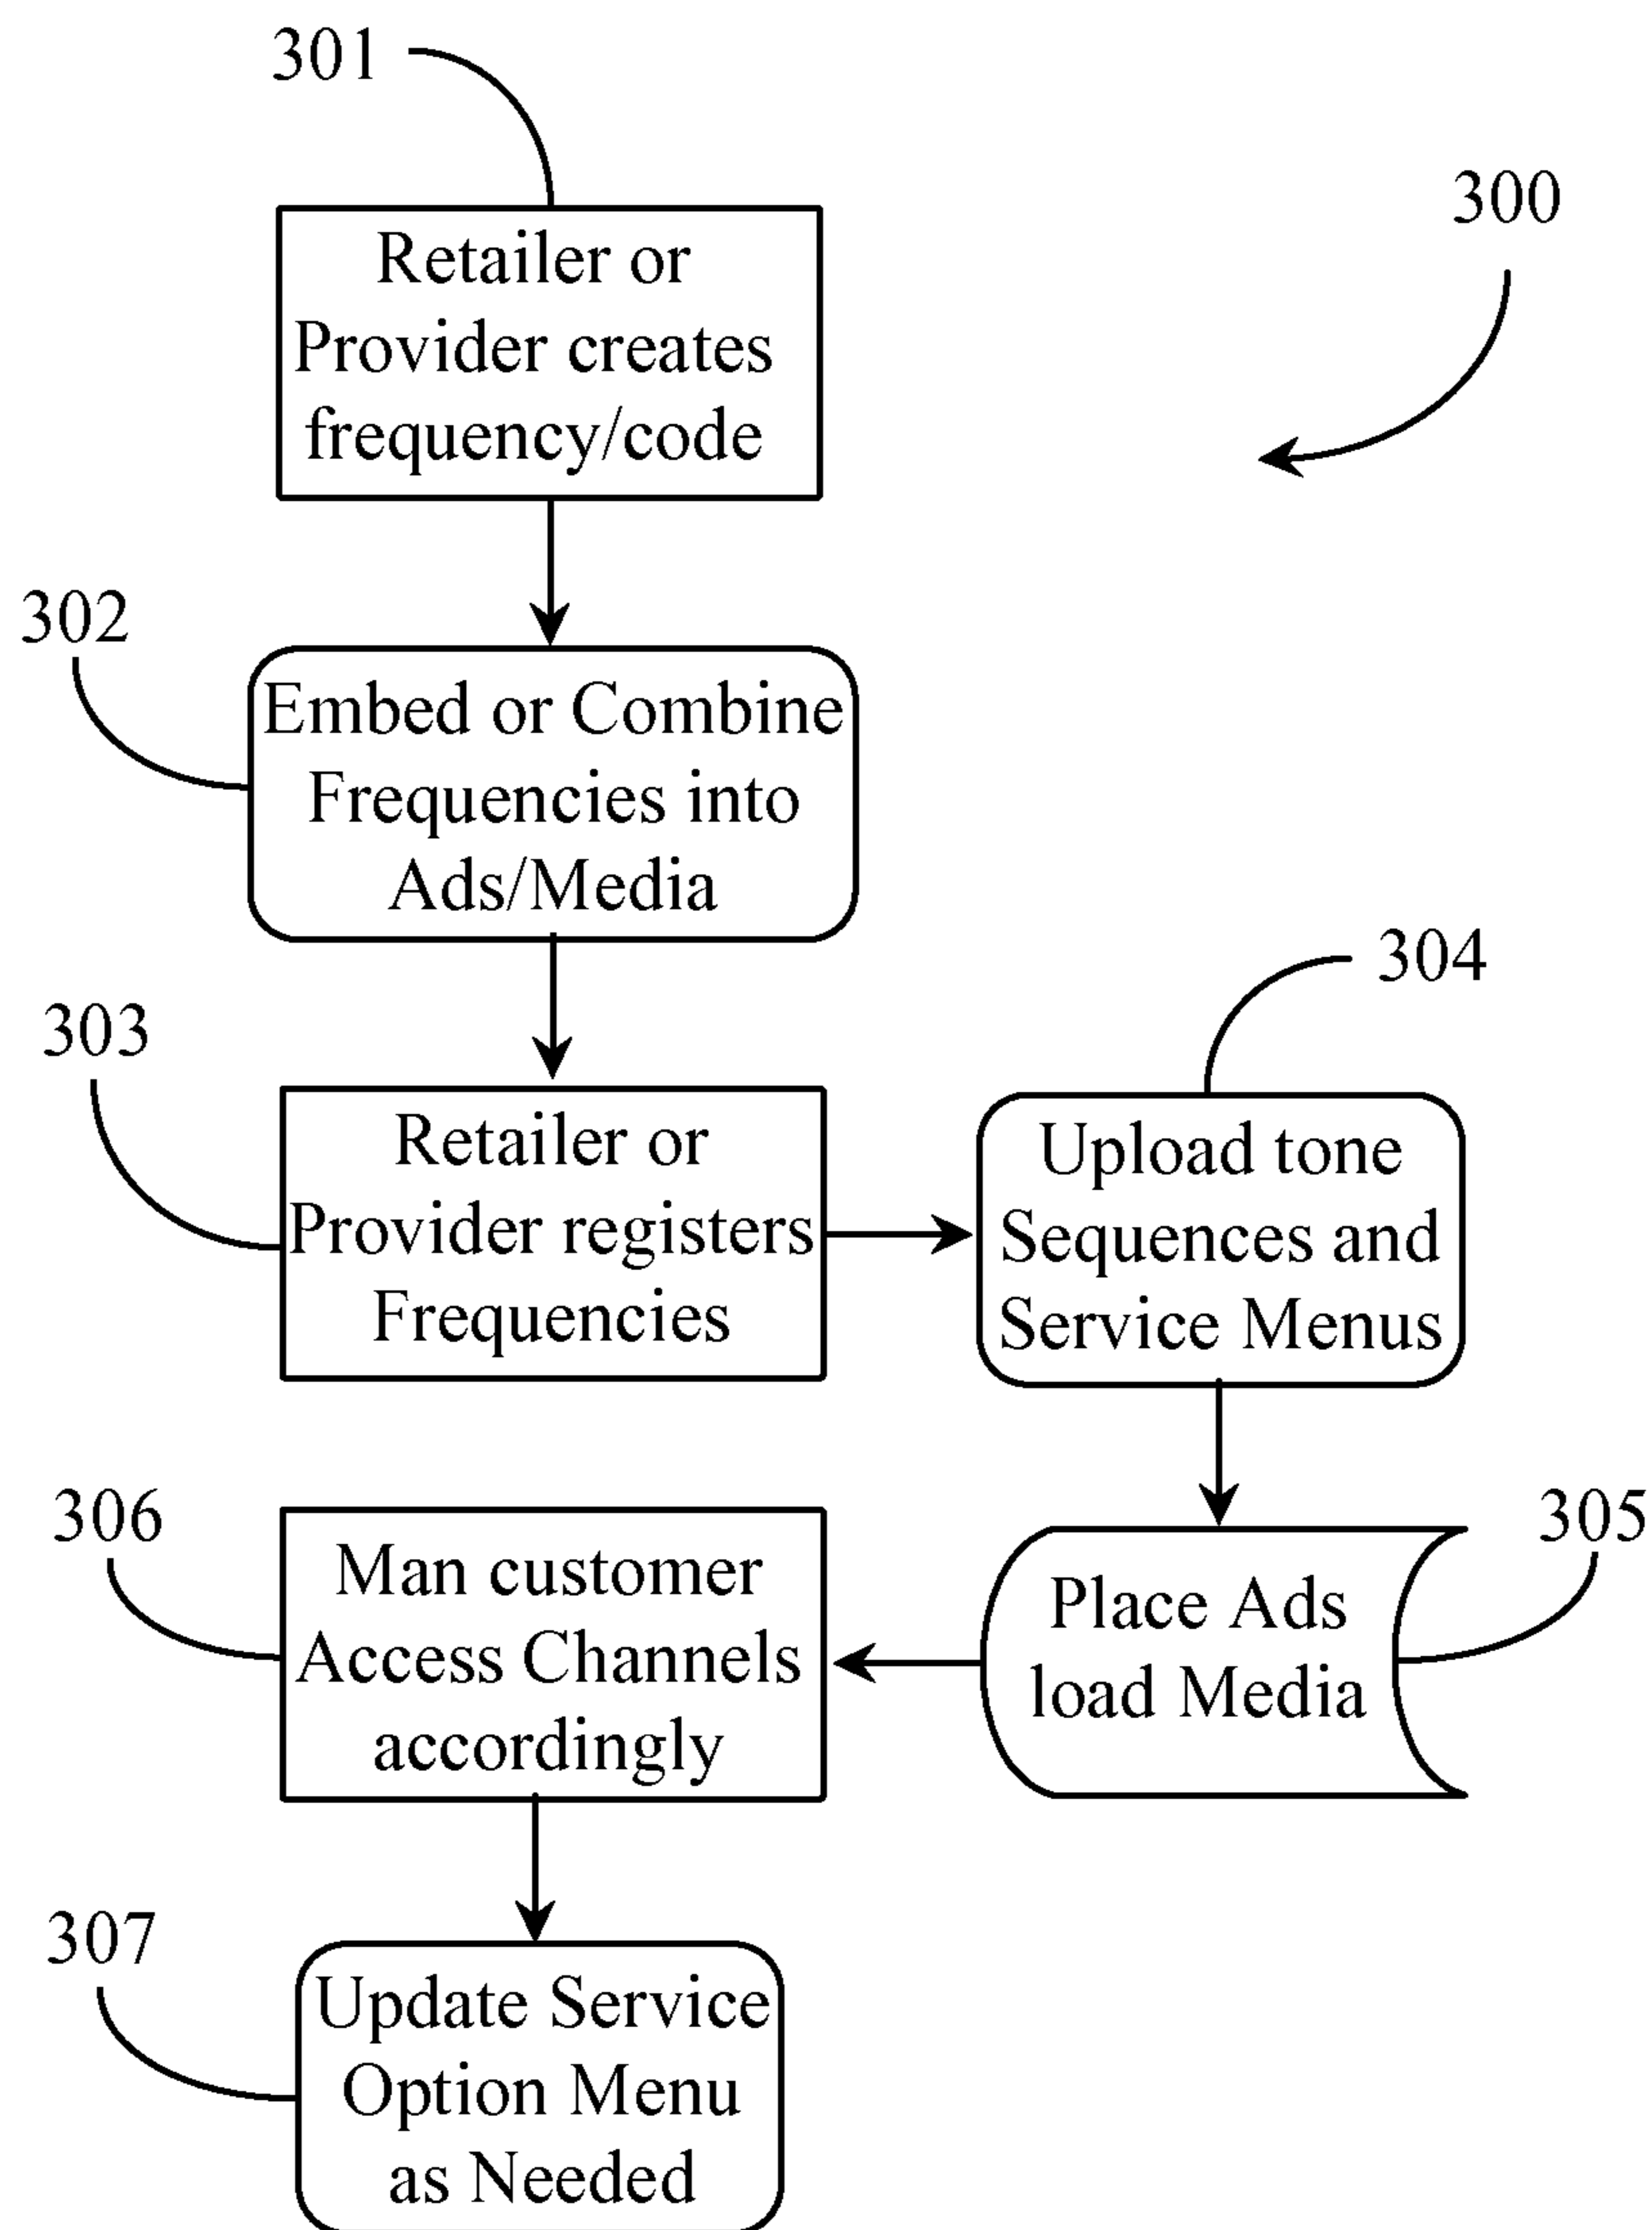 301
300
Retailer or
Provider creates
frequency/code
302
Embed or Combine
Frequencies into
Ads/Media
303
Retailer or
Provider registers
Frequencies
304
Upload tone
Sequences and
Service Menus
305
Place Ads
load Media
306
Man customer
Access Channels
accordingly
307
Update Service
Option Menu
as Needed